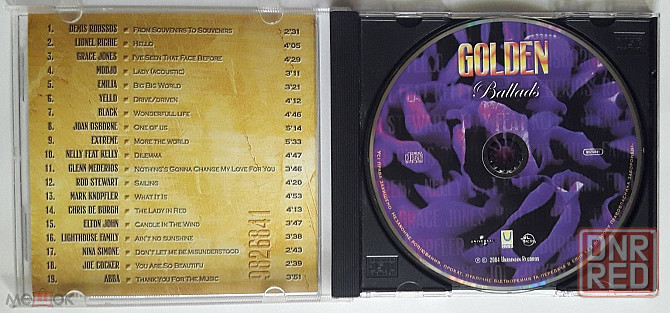 1. DEMIS ROUSSOS FROM SOUVENIRS TO SOUVENIRS 2'31
2. LIONEL RICHIE HELLO 4'05
3. GRACE JONES I'VE SEEN THAT FACE BEFORE 4'29
4. MODJO LADY (ACOUSTIC) 3'11
5. EMILIA BIG BIG WORLD 3'21
6. YELLO DRIVE/DRIVEN 4'12
7. BLACK WONDERFULL LIFE 4'46
8. JOAN OSBORNE ONE OF US 5'14
9. EXTREME MORE THE WORLD 5'33
10. NELLY FEAT KELLY DILEMMA 4'47
11. GLENN MEDERIOS NOTHING'S GONNA CHANGE MY LOVE FOR YOU 3'46
12. ROD STEWART SAILING 4'20
13. MARK KNOPFLER WHAT IT IS 4'53
14. CHRIS DE BURGH THE LADY IN RED 4'13
15. ELTON JOHN CANDLE IN THE WIND 3'47
16. LIGHTHOUSE FAMILY AIN'T NO SUNSHINE 3'38
17. NINA SIMONE DON'T LET ME BE MISUNDERSTOOD 2'43
18. JOE COCKER YOU ARE SO BEAUTIFUL 2'39
19. ABBA THANK YOU FOR THE MUSIC 3'51
9826841
GOLDEN
Ballads
UNIVERSAL
℗ © 2004 UKRAINIAN RECORDS
DNR
RED
Мешок